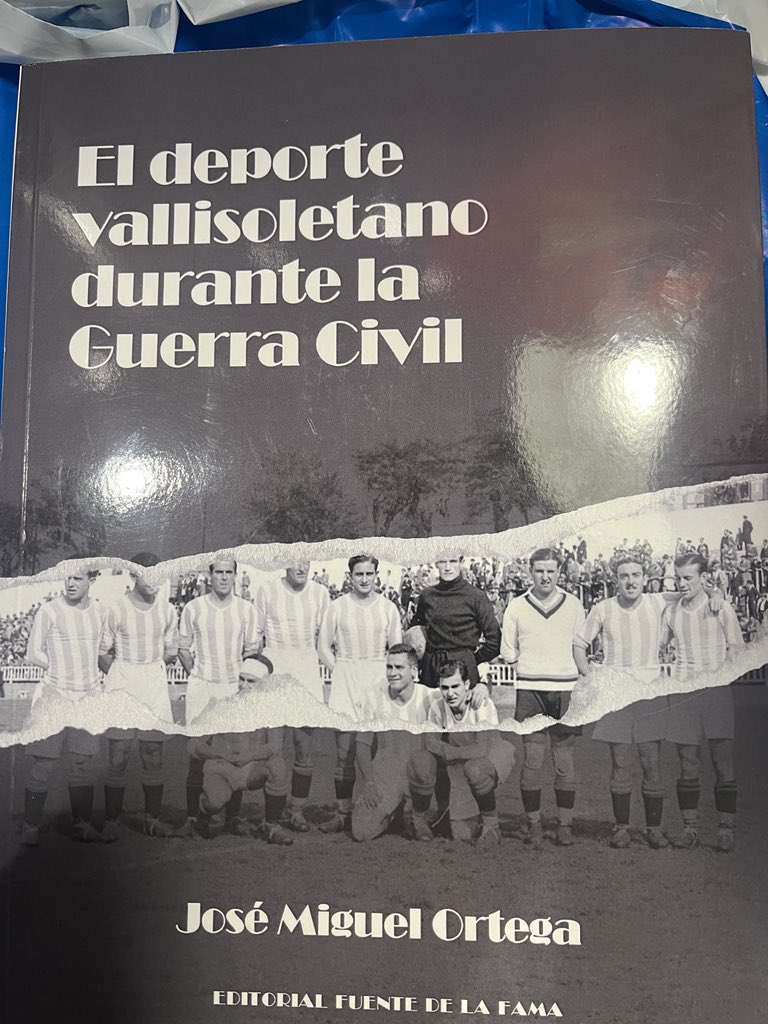 El deporte
vallisoletano
durante la
Guerra Civil
José Miguel Ortega
EDITORIAL FUENTE DE LA FAMA